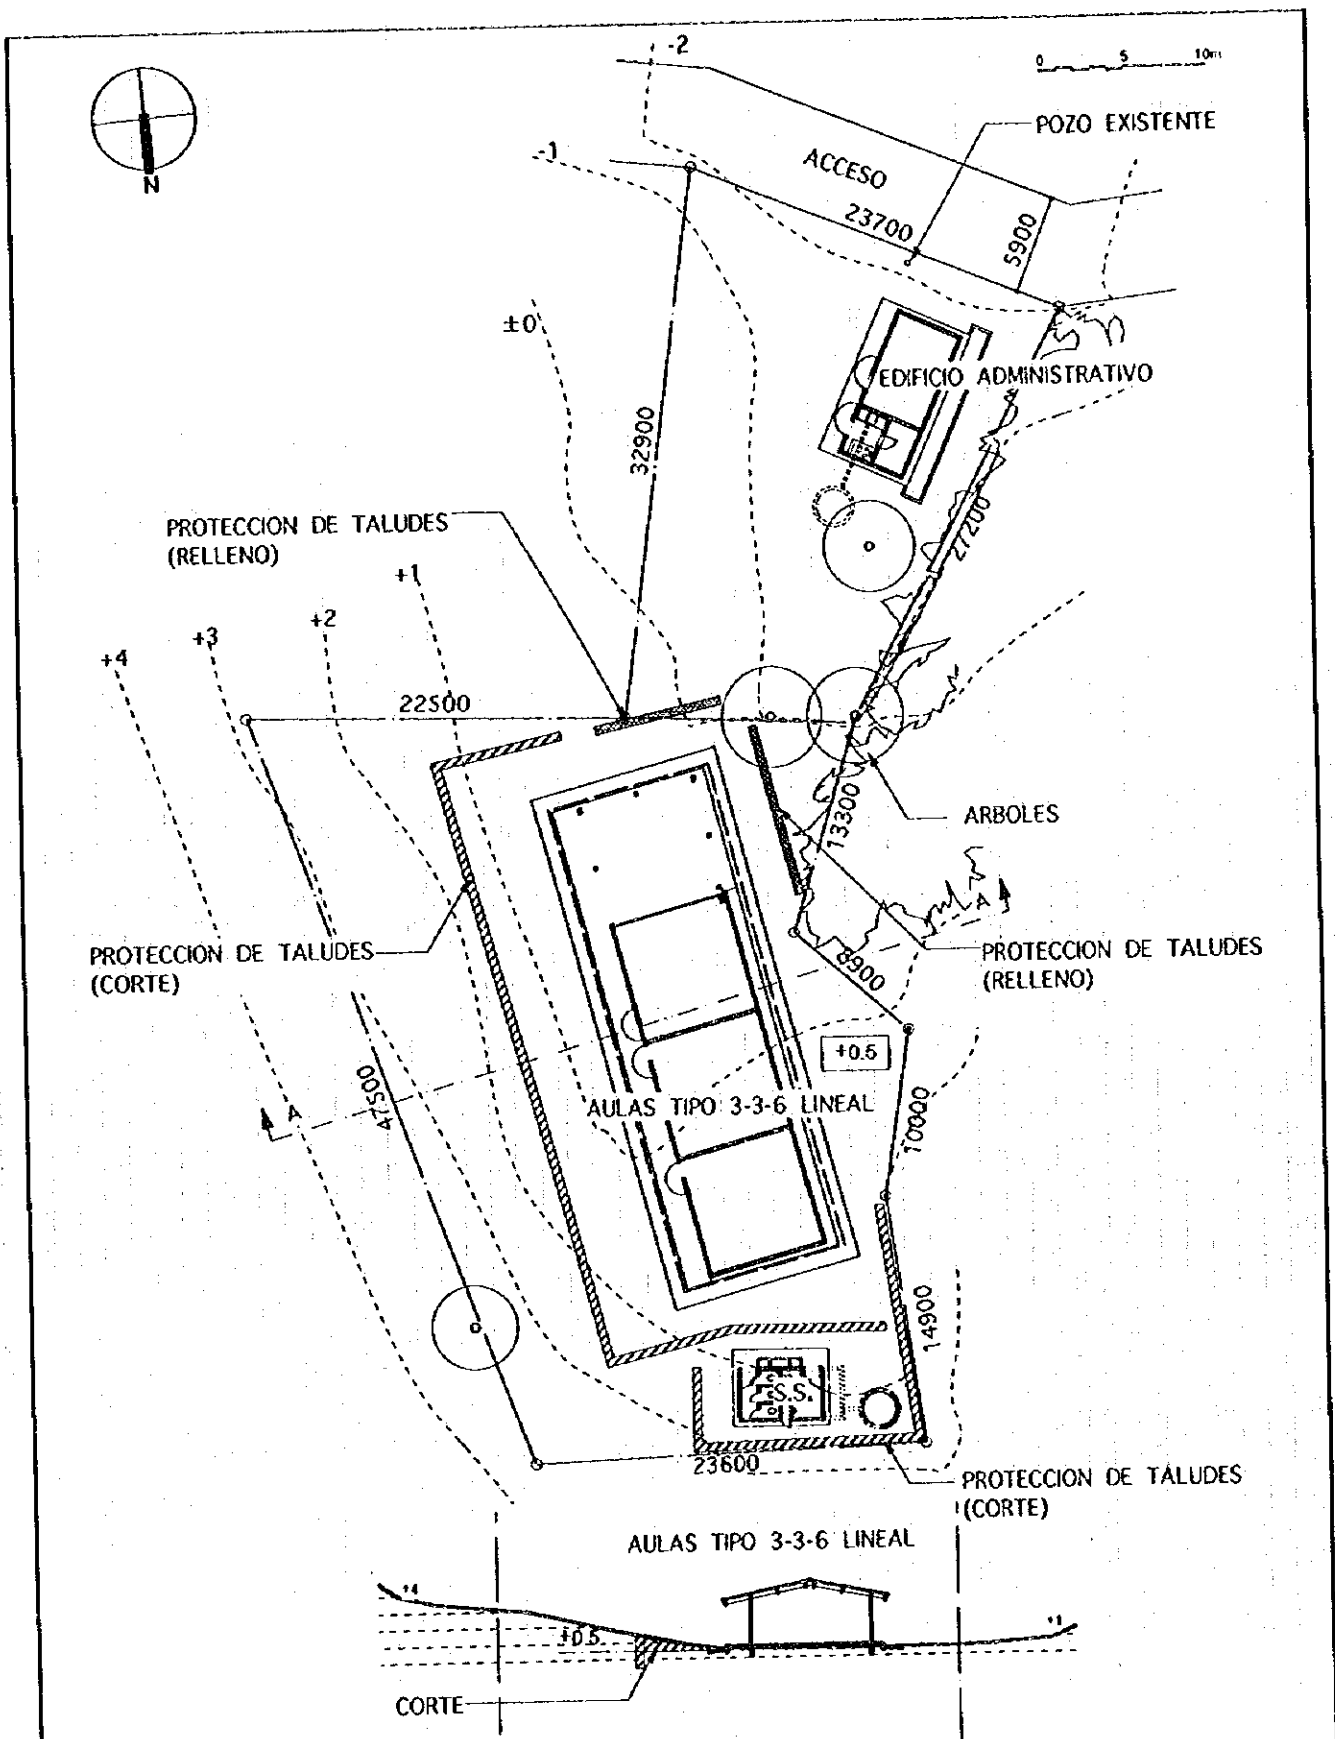 -2
0 5 10m
POZO EXISTENTE
N
-1
ACCESO
23700
5900
±0
EDIFICIO ADMINISTRATIVO
32900
PROTECCION DE TALUDES
(RELLENO)
27200
+1
+2
+3
+4
22500
ARBOLES
13300
A
PROTECCION DE TALUDES
(CORTE)
PROTECCION DE TALUDES
(RELLENO)
8900
+0.5
47500
A
AULAS TIPO 3-3-6 LINEAL
10000
14900
S.S.
23600
PROTECCION DE TALUDES
(CORTE)
AULAS TIPO 3-3-6 LINEAL
+4
+0.5
+1
CORTE